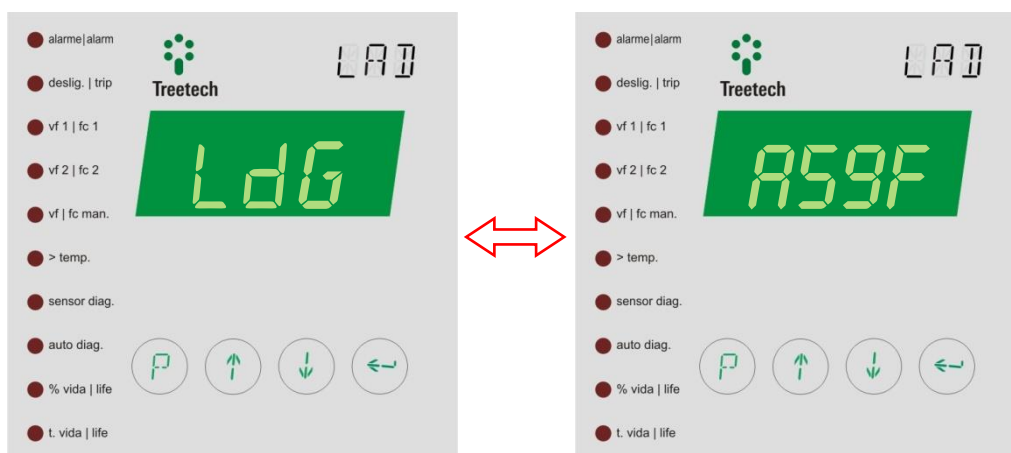 alarme|alarm
LAD
deslig. | trip
Treetech
vf 1 | fc 1
LdG
vf 2 | fc 2
vf | fc man.
> temp.
sensor diag.
auto diag.
P
% vida | life
t. vida | life
alarme|alarm
LAD
deslig. | trip
Treetech
vf 1 | fc 1
AS9F
vf 2 | fc 2
vf | fc man.
> temp.
sensor diag.
auto diag.
P
% vida | life
t. vida | life